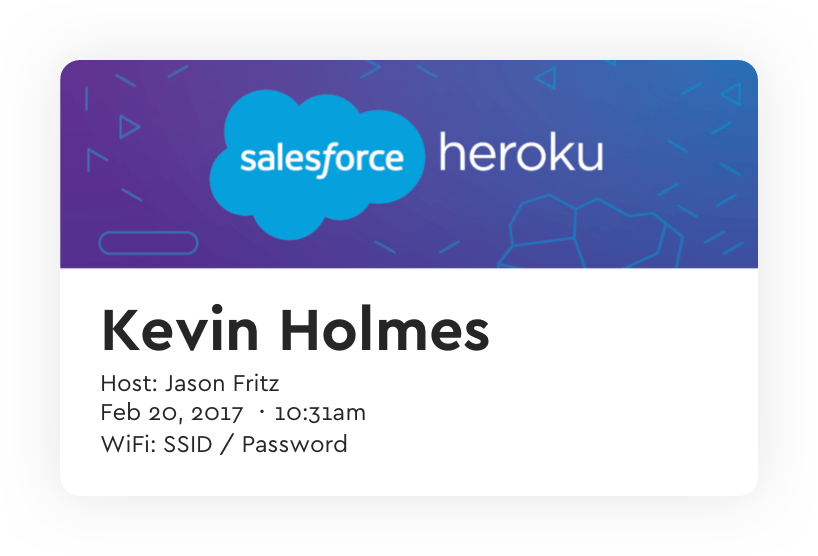 salesforce heroku
Kevin Holmes
Host: Jason Fritz
Feb 20, 2017 · 10:31am
WiFi: SSID / Password